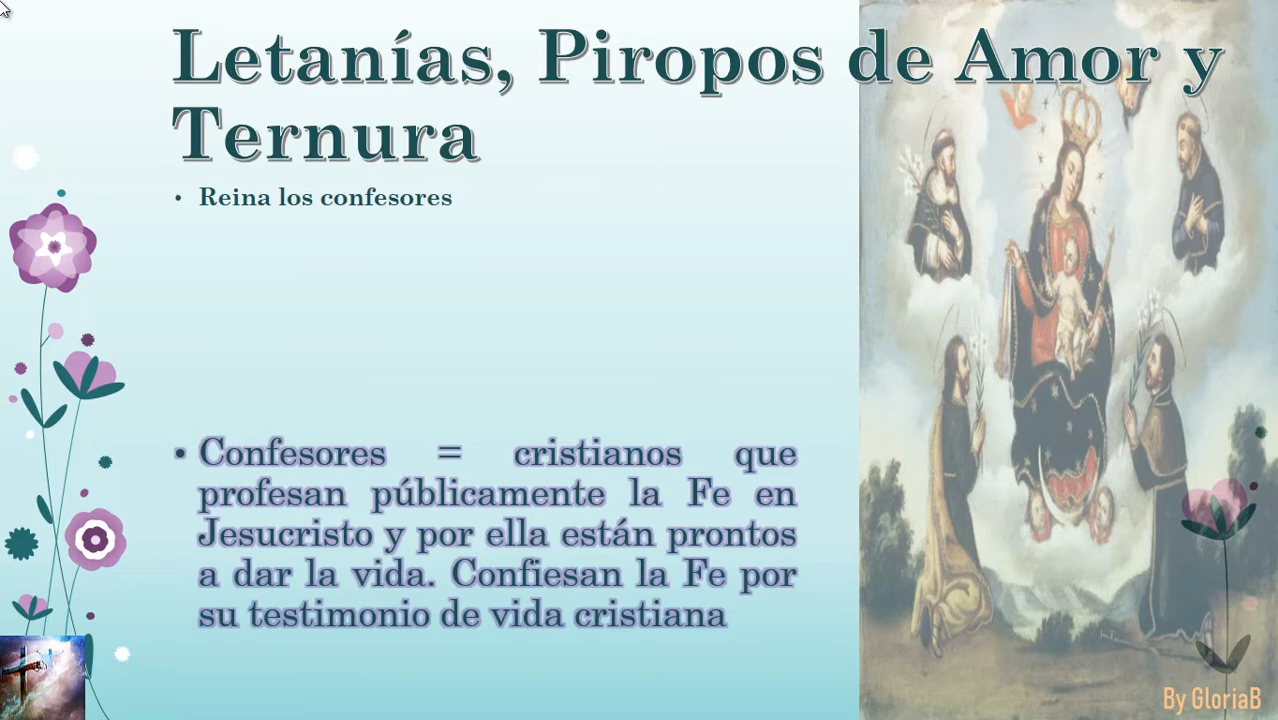 Letanías, Piropos de Amor y
Ternura
• Reina los confesores
• Confesores = cristianos que
profesan públicamente la Fe en
Jesucristo y por ella están prontos
a dar la vida. Confiesan la Fe por
su testimonio de vida cristiana
By GloriaB